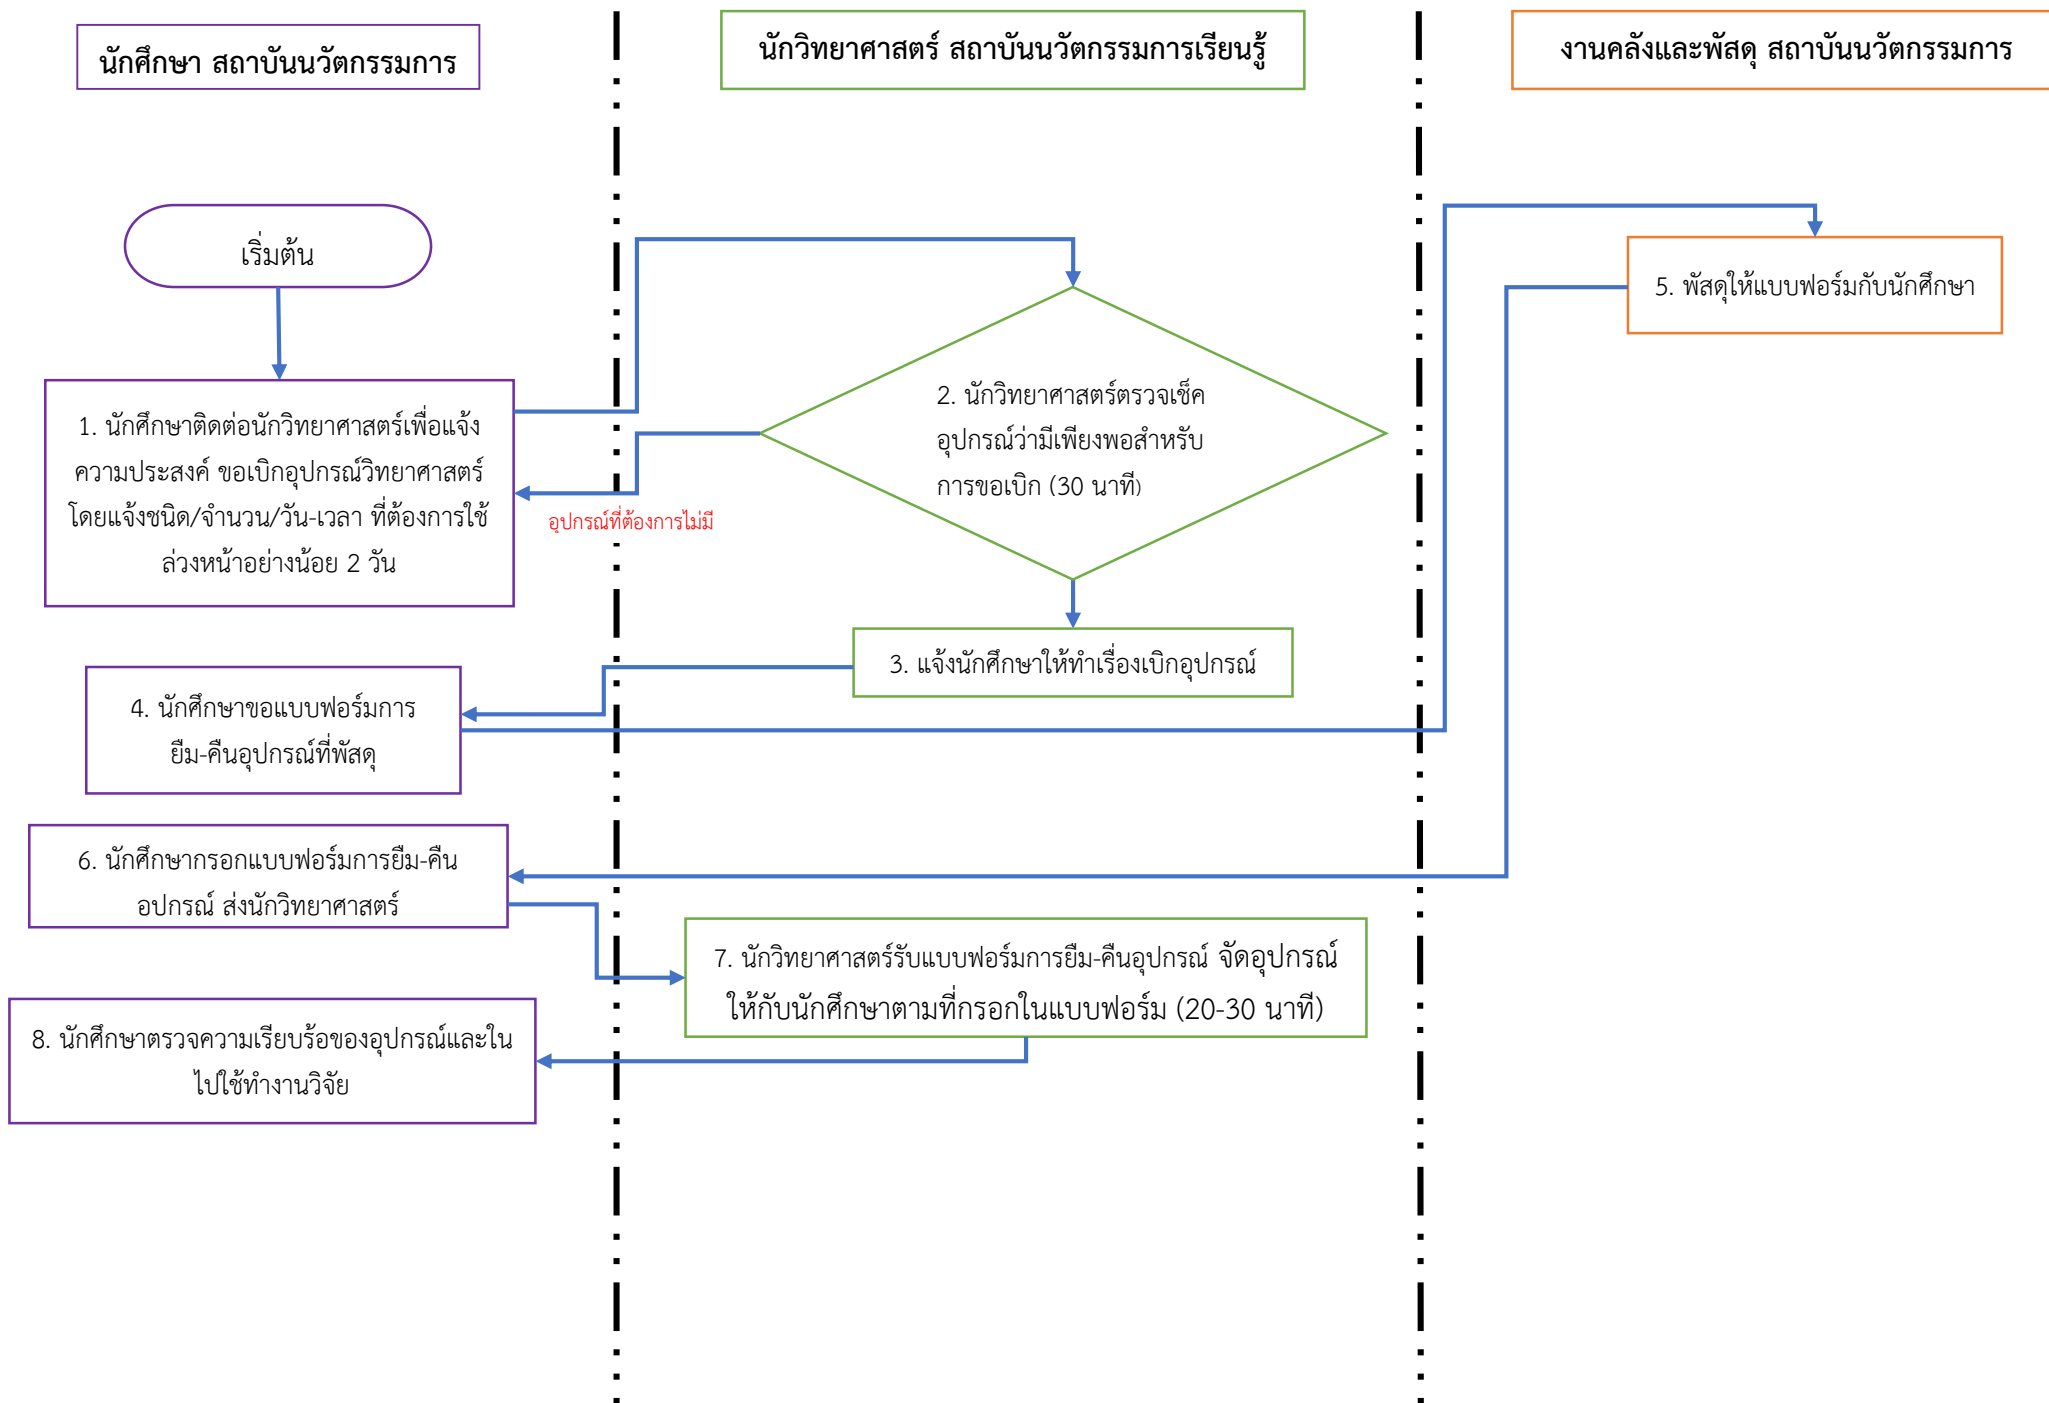 นักศึกษา สถาบันนวัตกรรมการ
นักวิทยาศาสตร์ สถาบันนวัตกรรมการเรียนรู้
งานคลังและพัสดุ สถาบันนวัตกรรมการ
เริ่มต้น
1. นักศึกษาติดต่อนักวิทยาศาสตร์เพื่อแจ้ง
ความประสงค์ ขอเบิกอุปกรณ์วิทยาศาสตร์
โดยแจ้งชนิด/จำนวน/วัน-เวลา ที่ต้องการใช้
ล่วงหน้าอย่างน้อย 2 วัน
2. นักวิทยาศาสตร์ตรวจเช็ค
อุปกรณ์ว่ามีเพียงพอสำหรับ
การขอเบิก (30 นาที)
อุปกรณ์ที่ต้องการไม่มี
3. แจ้งนักศึกษาให้ทำเรื่องเบิกอุปกรณ์
4. นักศึกษาขอแบบฟอร์มการ
ยืม-คืนอุปกรณ์ที่พัสดุ
5. พัสดุให้แบบฟอร์มกับนักศึกษา
6. นักศึกษากรอกแบบฟอร์มการยืม-คืน
อปกรณ์ ส่งนักวิทยาศาสตร์
7. นักวิทยาศาสตร์รับแบบฟอร์มการยืม-คืนอุปกรณ์ จัดอุปกรณ์
ให้กับนักศึกษาตามที่กรอกในแบบฟอร์ม (20-30 นาที)
8. นักศึกษาตรวจความเรียบร้อของอุปกรณ์และใน
ไปใช้ทำงานวิจัย